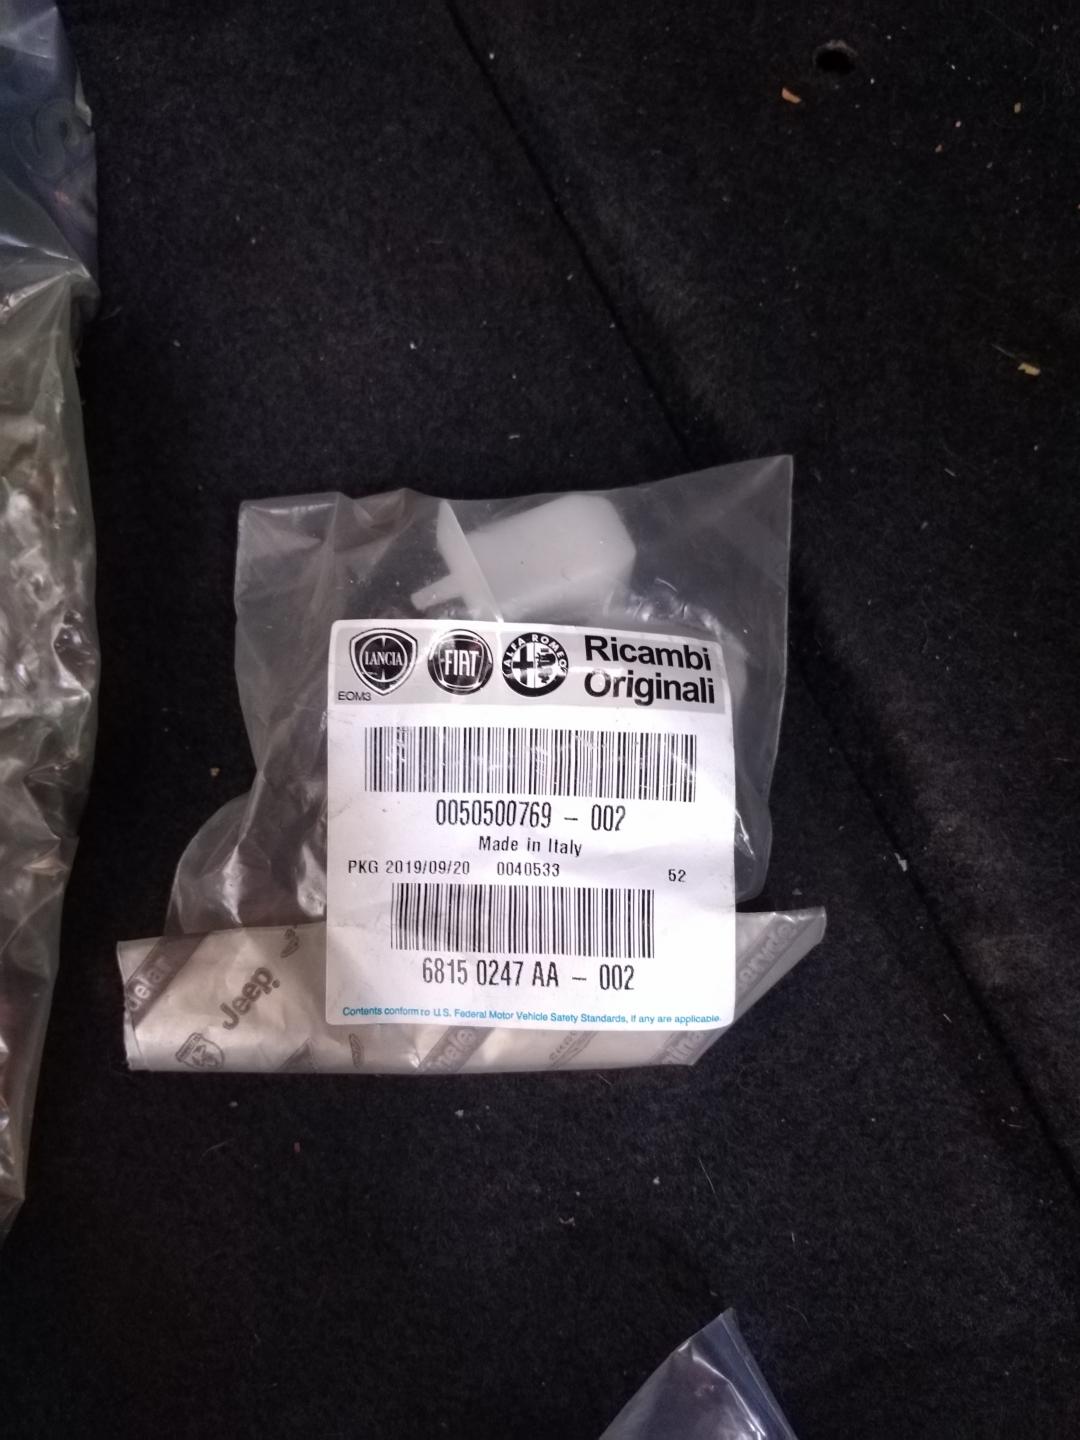 LANCIA
FIAT
ALFA ROMEO
Ricambi
Originali
EOM3
0050500769 - 002
Made in Italy
PKG 2019/09/20 0040533 52
6815 0247 AA - 002
Contents conform to U.S. Federal Motor Vehicle Safety Standards, if any are applicable.
Jeep